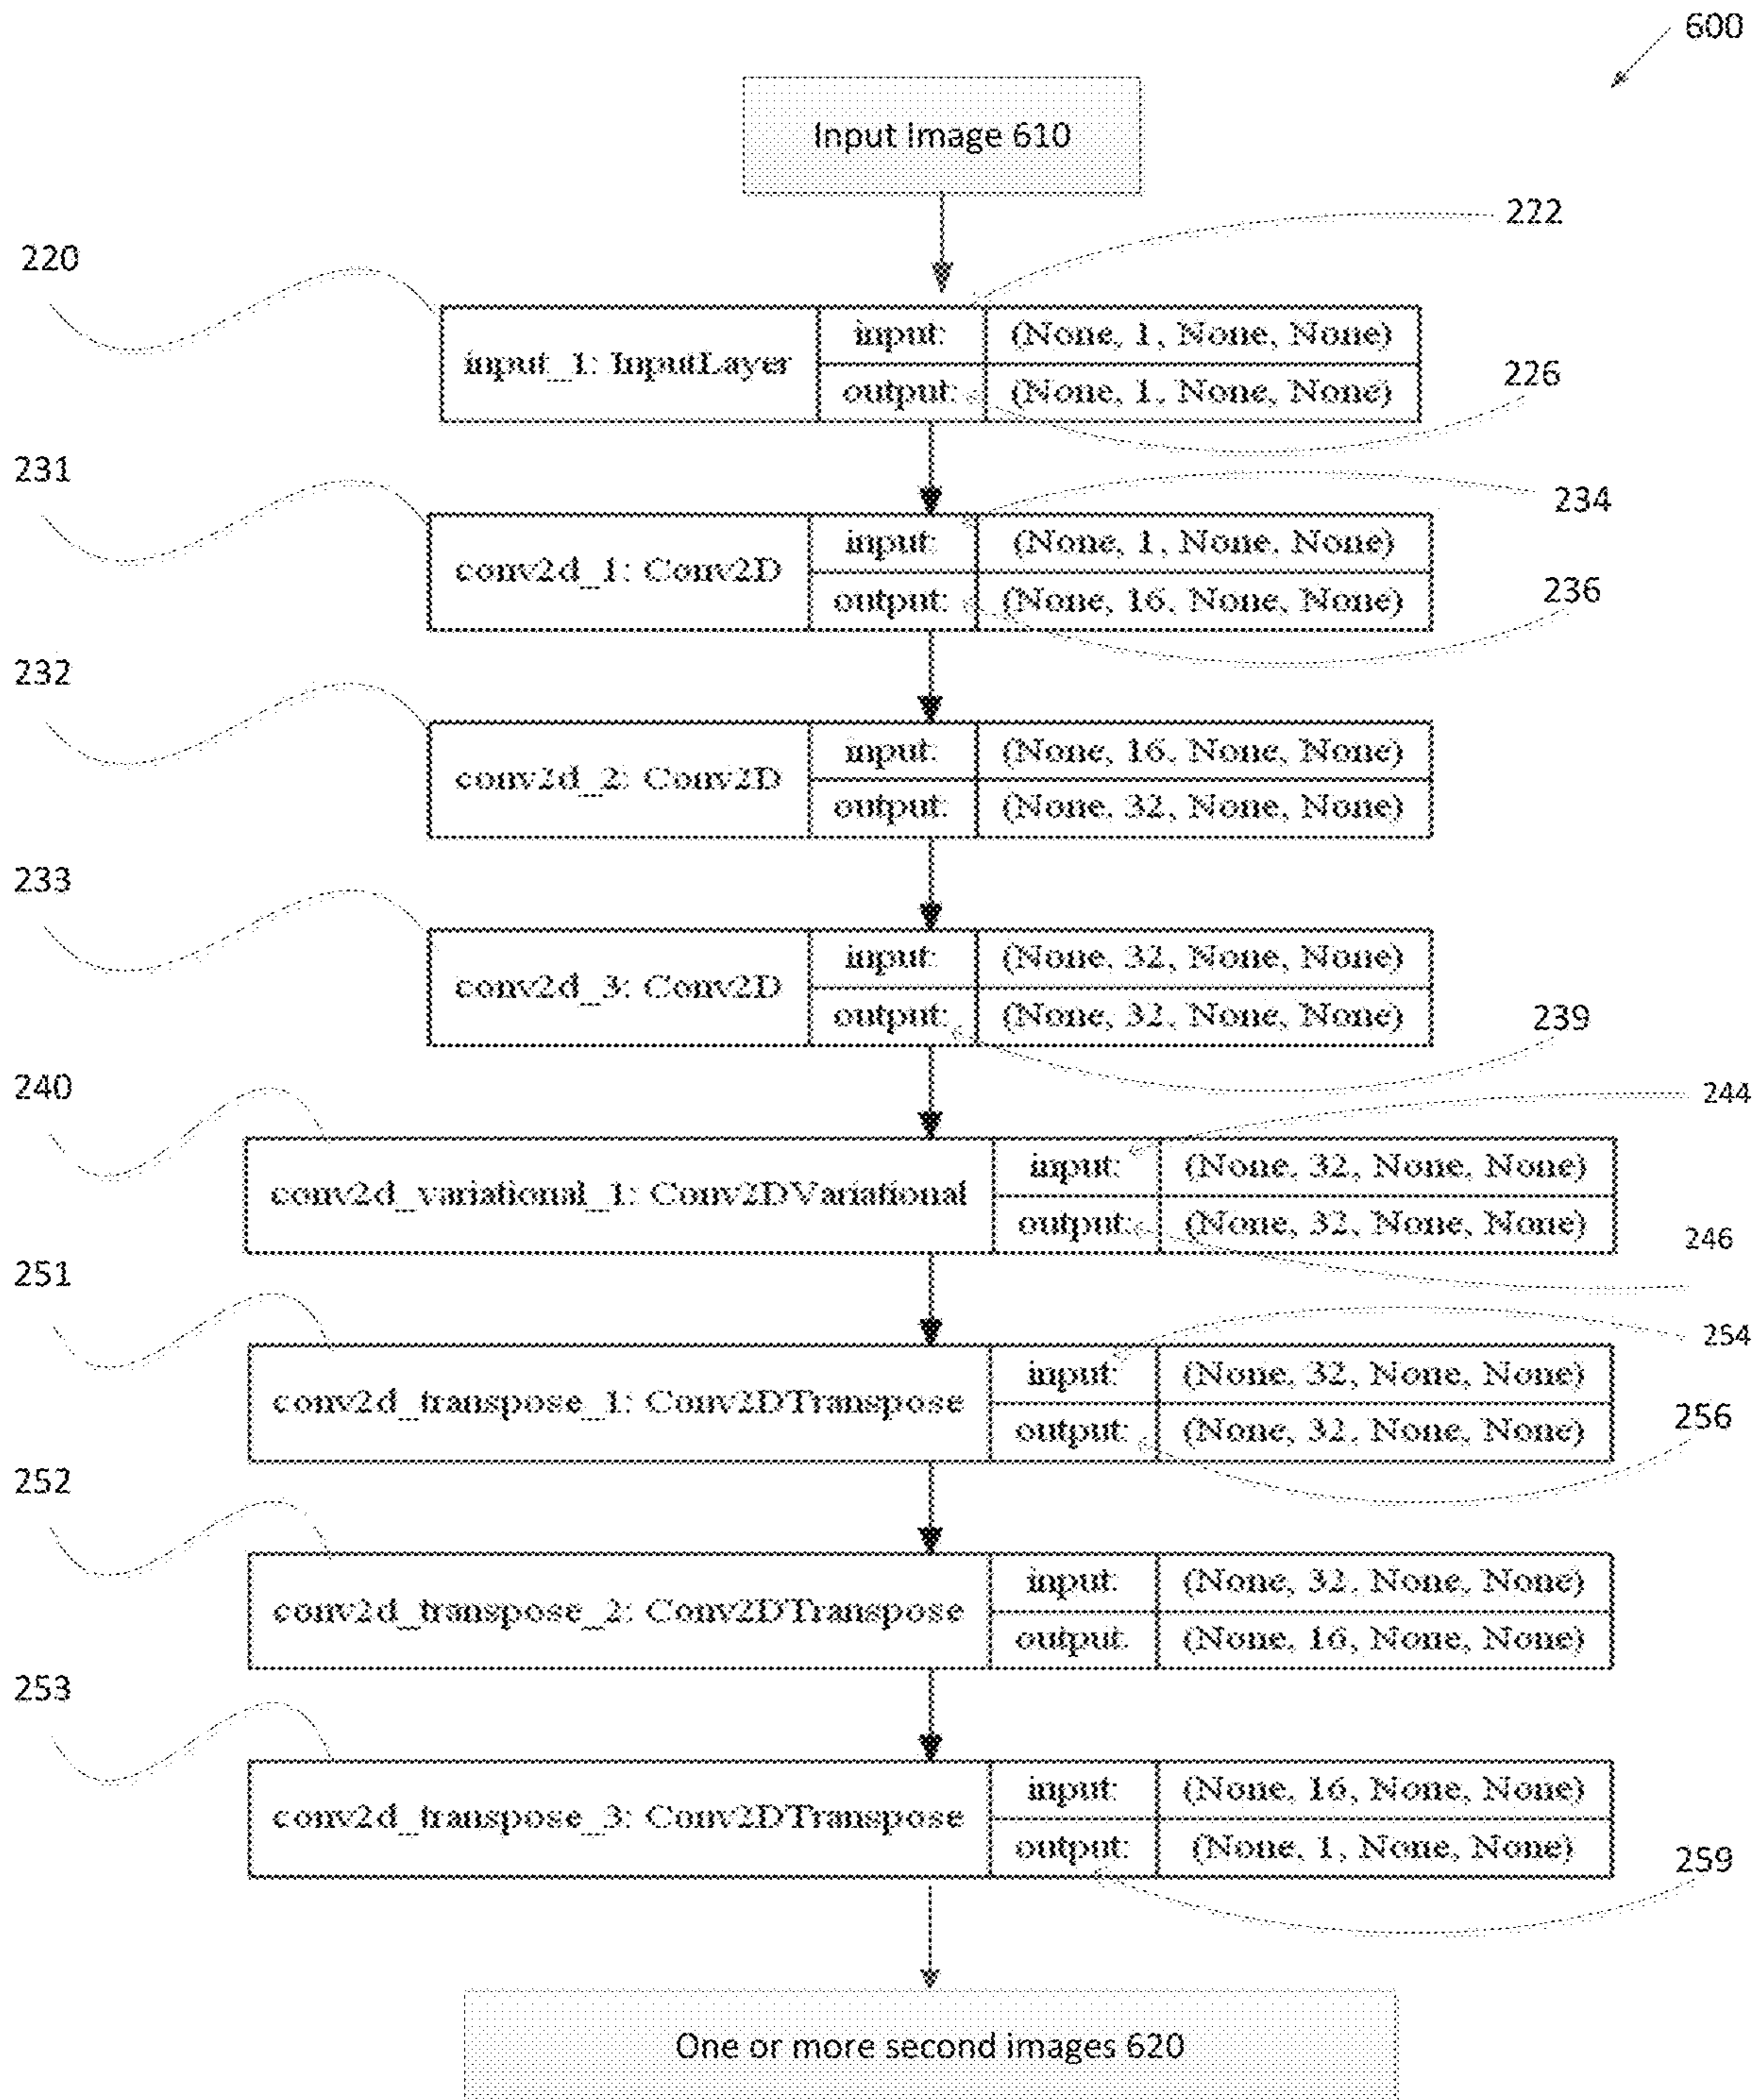 600
Input Image 610
222
220
input_1: InputLayer
input: (None, 1, None, None)
output: (None, 1, None, None)
226
231
234
conv2d_1: Conv2D
input: (None, 1, None, None)
output: (None, 16, None, None)
236
232
conv2d_2: Conv2D
input: (None, 16, None, None)
output: (None, 32, None, None)
233
conv2d_3: Conv2D
input: (None, 32, None, None)
output: (None, 32, None, None)
239
240
244
conv2d_variational_1: Conv2DVariational
input: (None, 32, None, None)
output: (None, 32, None, None)
246
251
254
conv2d_transpose_1: Conv2DTranspose
input: (None, 32, None, None)
output: (None, 32, None, None)
256
252
conv2d_transpose_2: Conv2DTranspose
input: (None, 32, None, None)
output: (None, 16, None, None)
253
conv2d_transpose_3: Conv2DTranspose
input: (None, 16, None, None)
output: (None, 1, None, None)
259
One or more second images 620